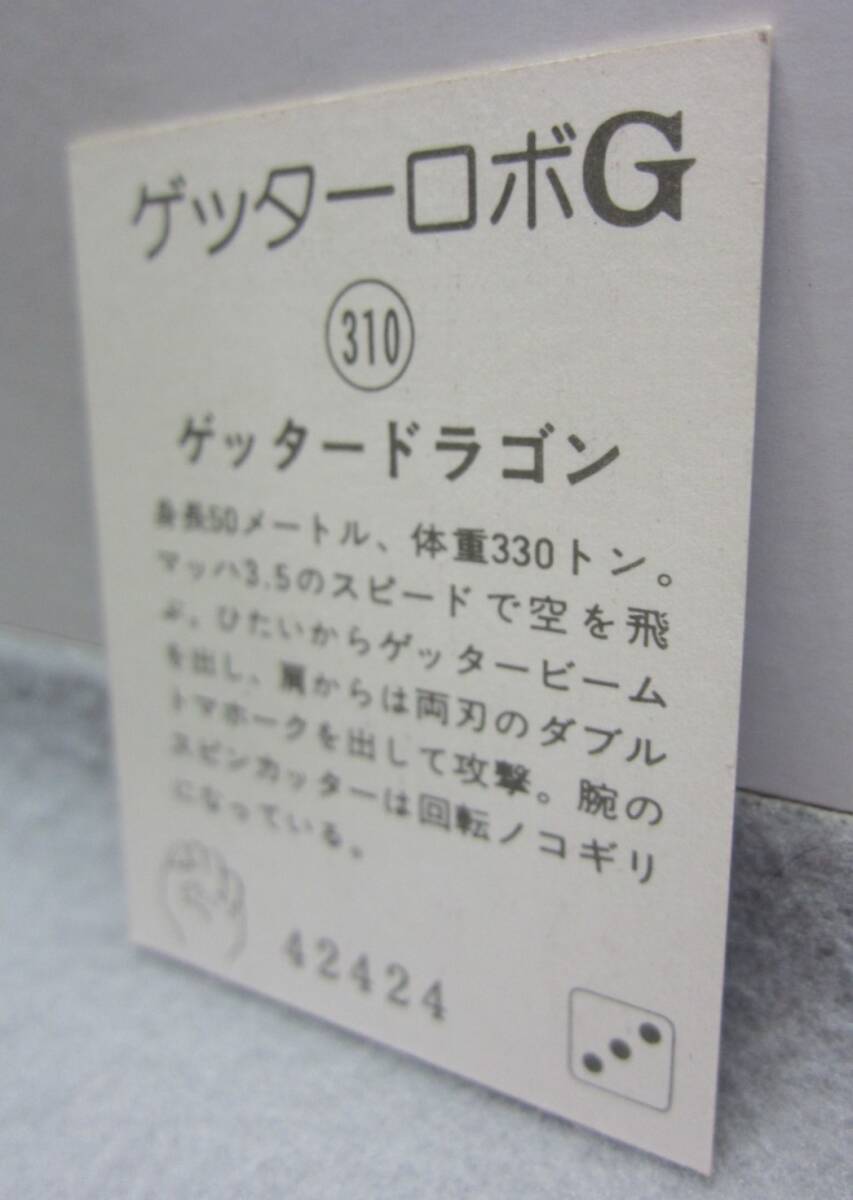 ゲッターロボG
310
ゲッタードラゴン
身長50メートル、体重330トン。
マッハ3.5のスピードで空を飛
ぶ。ひたいからゲッタービーム
を出し、肩からは両刃のダブル
トマホークを出して攻撃。腕の
スピンカッターは回転ノコギリ
になっている。
42424